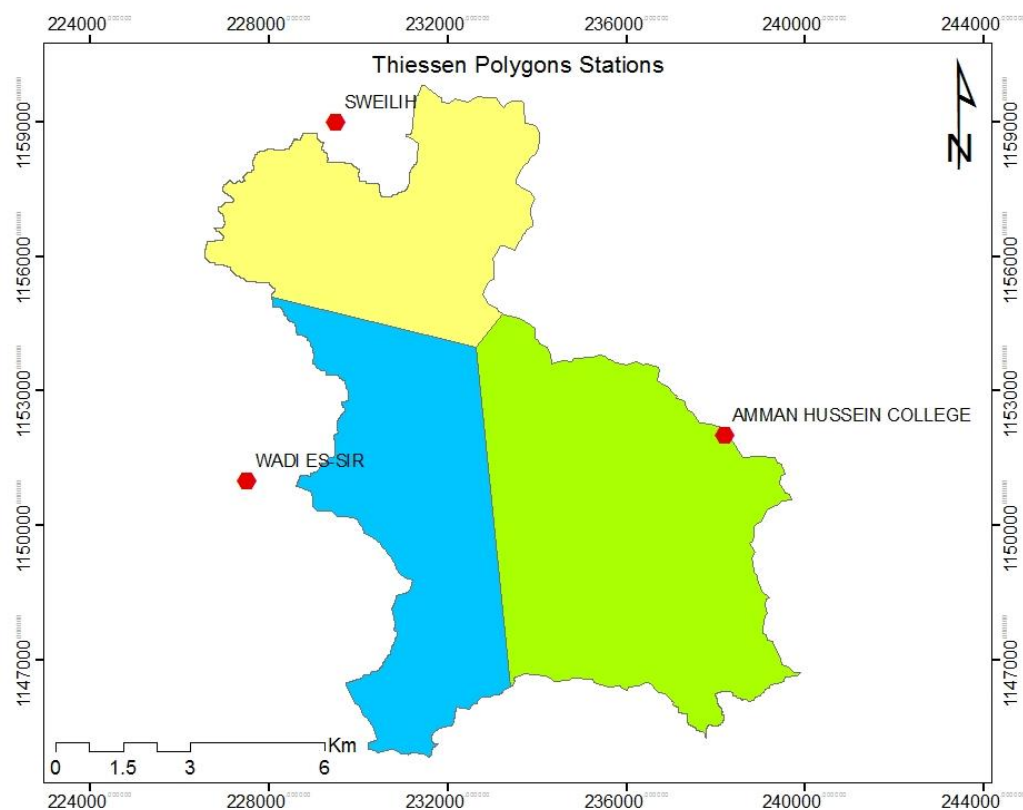 224000 228000 232000 236000 240000 244000
Thiessen Polygons Stations
SWEILIH
N
1159000 1159000
1156000 1156000
1153000 1153000
AMMAN HUSSEIN COLLEGE
WADI ES-SIR
1150000 1150000
1147000 1147000
Km
0 1.5 3 6
224000 228000 232000 236000 240000 244000